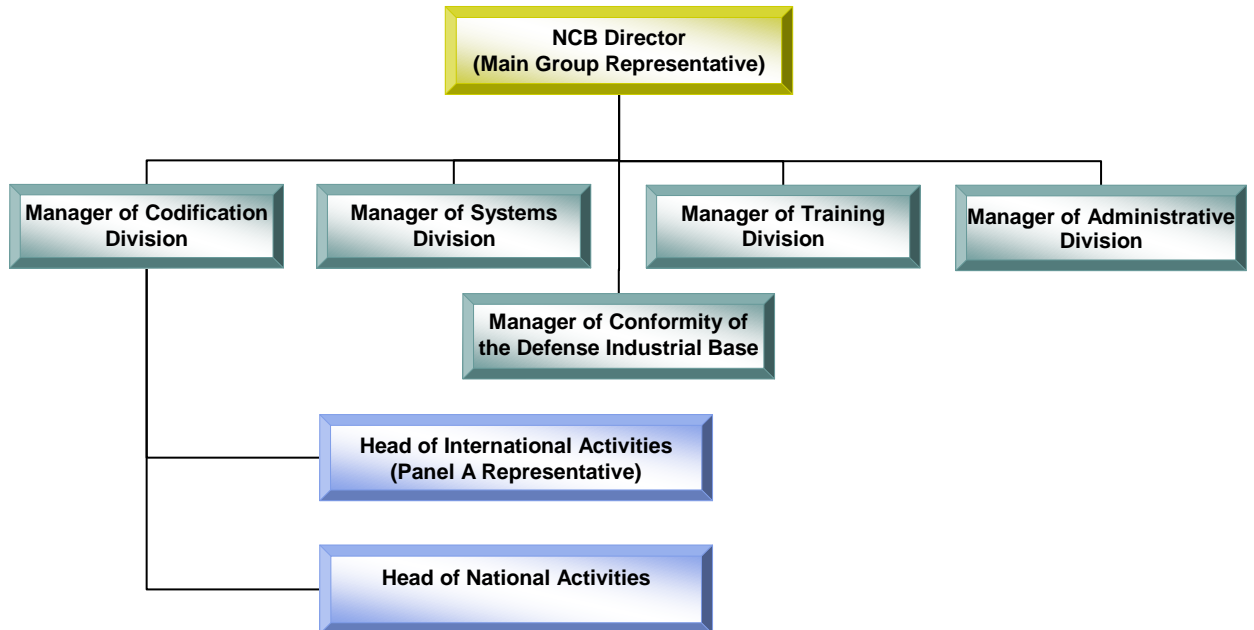 NCB Director
(Main Group Representative)
Manager of Codification
Division
Manager of Systems
Division
Manager of Training
Division
Manager of Administrative
Division
Manager of Conformity of
the Defense Industrial Base
Head of International Activities
(Panel A Representative)
Head of National Activities